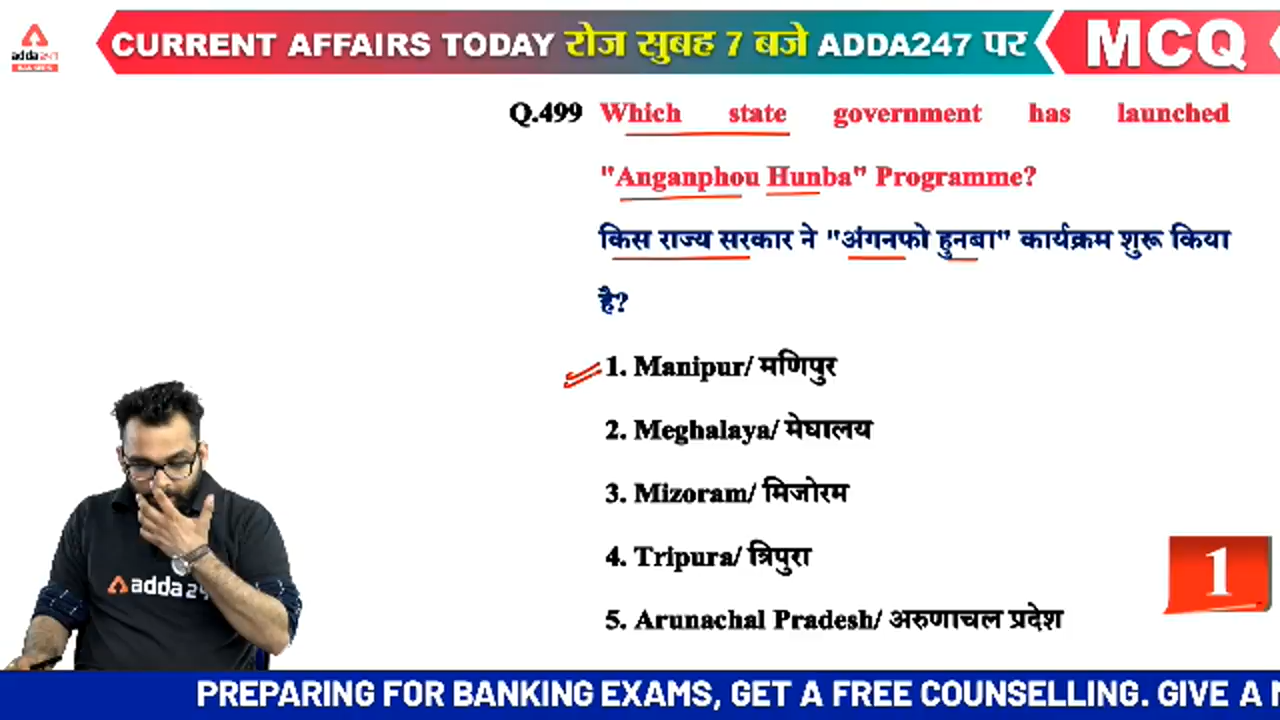 adda247
CURRENT AFFAIRS TODAY रोज सुबह 7 बजे ADDA247 पर
MCQ
Q.499 Which state government has launched
"Anganphou Hunba" Programme?
किस राज्य सरकार ने "अंगनफो हुनबा" कार्यक्रम शुरू किया
है?
1. Manipur/ मणिपुर
2. Meghalaya/ मेघालय
3. Mizoram/ मिजोरम
4. Tripura/ त्रिपुरा
5. Arunachal Pradesh/ अरुणाचल प्रदेश
1
adda24
PREPARING FOR BANKING EXAMS, GET A FREE COUNSELLING. GIVE A